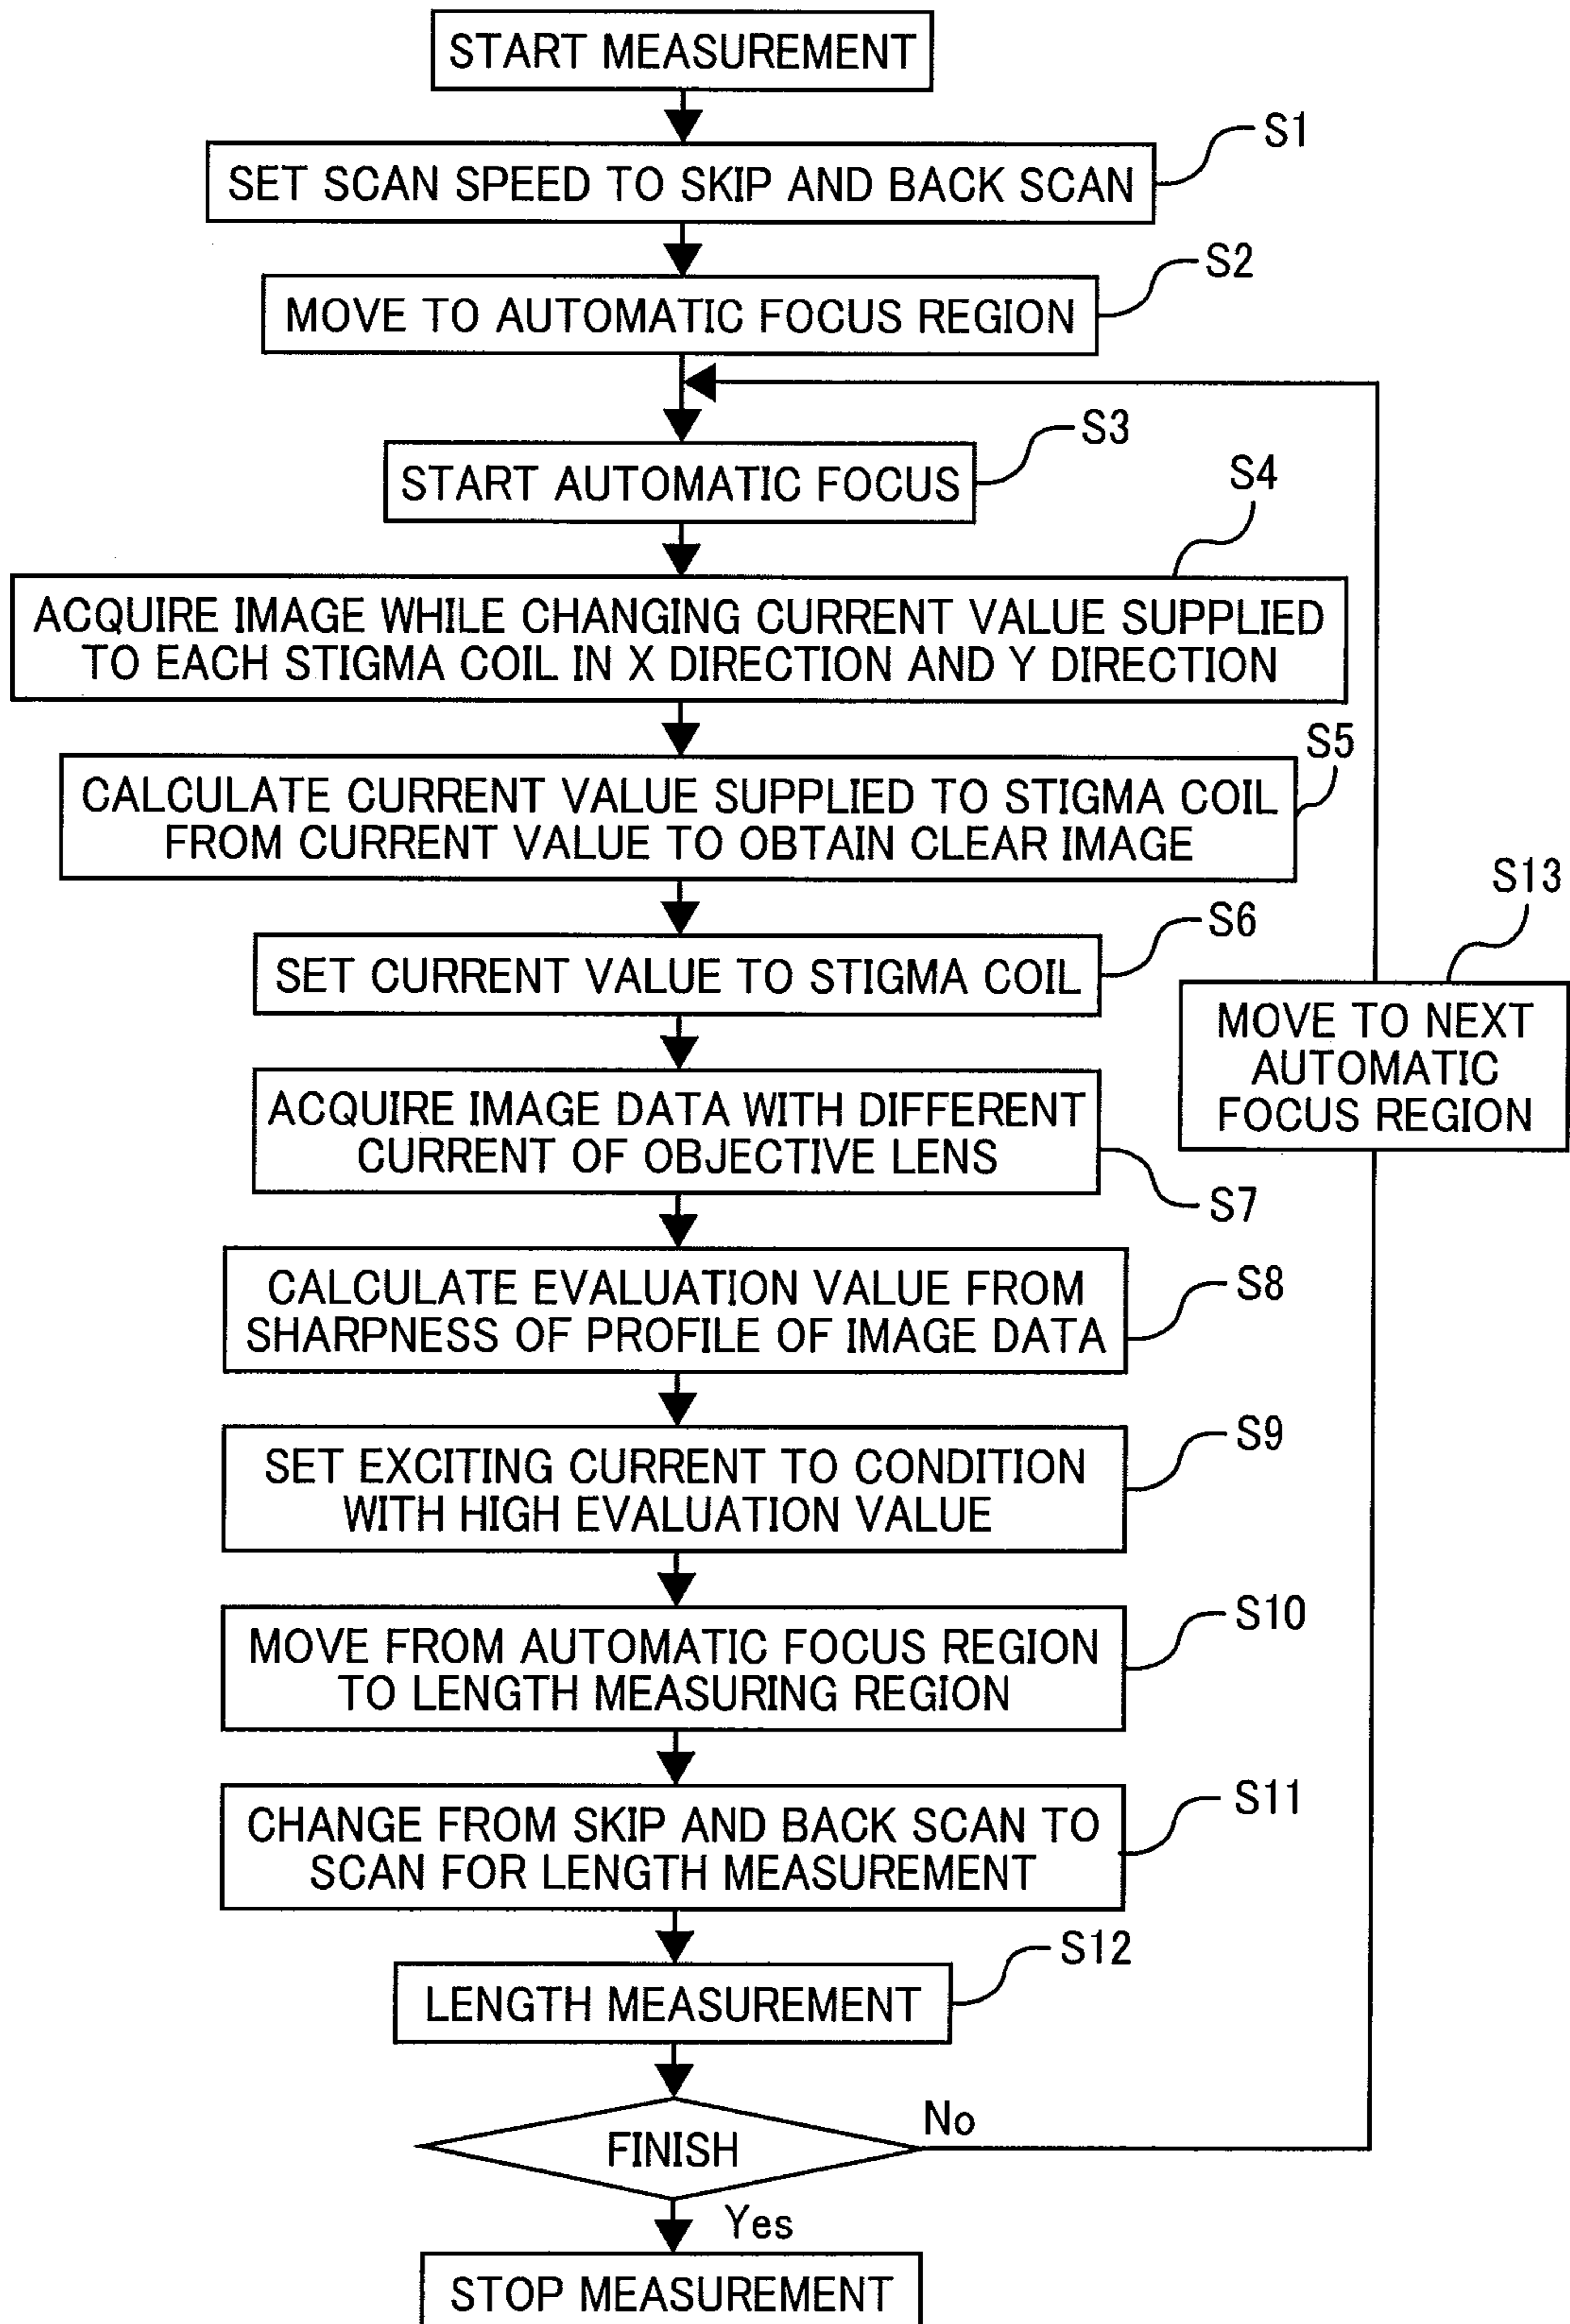 START MEASUREMENT
S1
SET SCAN SPEED TO SKIP AND BACK SCAN
S2
MOVE TO AUTOMATIC FOCUS REGION
S3
START AUTOMATIC FOCUS
S4
ACQUIRE IMAGE WHILE CHANGING CURRENT VALUE SUPPLIED
TO EACH STIGMA COIL IN X DIRECTION AND Y DIRECTION
S5
CALCULATE CURRENT VALUE SUPPLIED TO STIGMA COIL
FROM CURRENT VALUE TO OBTAIN CLEAR IMAGE
S6
SET CURRENT VALUE TO STIGMA COIL
S13
MOVE TO NEXT
AUTOMATIC
FOCUS REGION
ACQUIRE IMAGE DATA WITH DIFFERENT
CURRENT OF OBJECTIVE LENS
S7
CALCULATE EVALUATION VALUE FROM
SHARPNESS OF PROFILE OF IMAGE DATA
S8
SET EXCITING CURRENT TO CONDITION
WITH HIGH EVALUATION VALUE
S9
MOVE FROM AUTOMATIC FOCUS REGION
TO LENGTH MEASURING REGION
S10
CHANGE FROM SKIP AND BACK SCAN TO
SCAN FOR LENGTH MEASUREMENT
S11
S12
LENGTH MEASUREMENT
FINISH
No
Yes
STOP MEASUREMENT